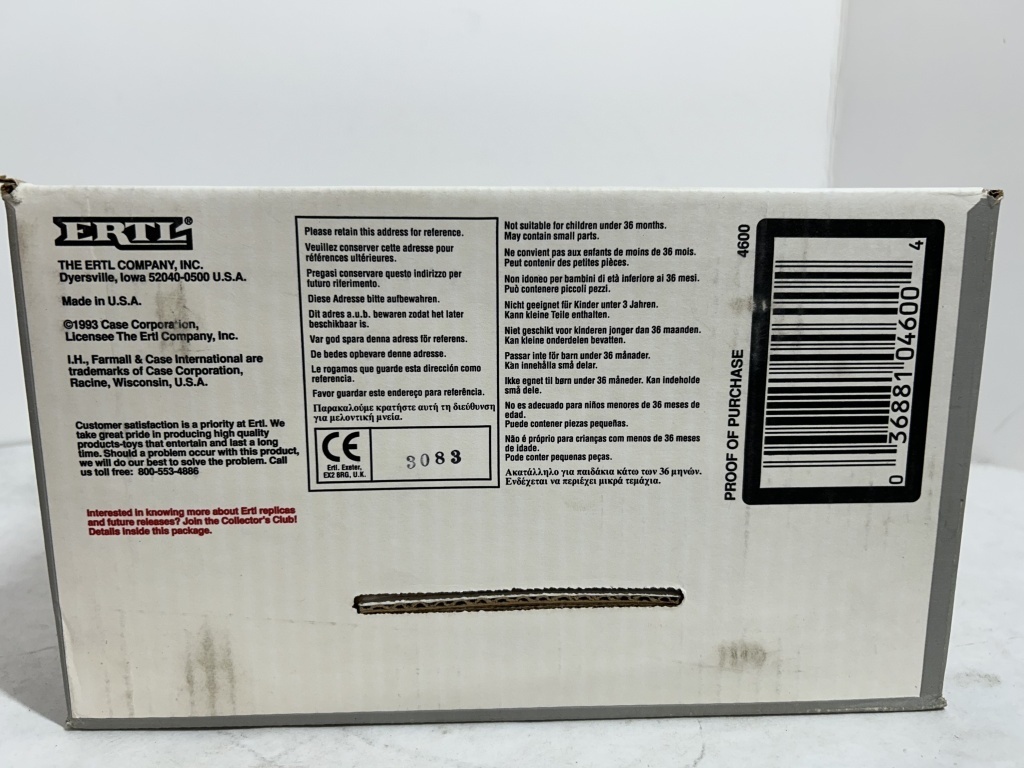 ERTL®
THE ERTL COMPANY, INC.
Dyersville, Iowa 52040-0500 U.S.A.
Made in U.S.A.
©1993 Case Corporation,
Licensee The Ertl Company, Inc.
I.H., Farmall & Case International are
trademarks of Case Corporation,
Racine, Wisconsin, U.S.A.
Customer satisfaction is a priority at Ertl. We
take great pride in producing high quality
products-toys that entertain and last a long
time. Should a problem occur with this product,
we will do our best to solve the problem. Call
us toll free: 800-553-4886
Interested in knowing more about Ertl replicas
and future releases? Join the Collector's Club!
Details inside this package.
Please retain this address for reference.
Veuillez conserver cette adresse pour
références ultérieures.
Pregasi conservare questo indirizzo per
futuro riferimento.
Diese Adresse bitte aufbewahren.
Dit adres a.u.b. bewaren zodat het later
beschikbaar is.
Var god spara denna adress för referens.
De bedes opbevare denne adresse.
Le rogamos que guarde esta dirección como
referencia.
Favor guardar este endereço para referência.
Παρακαλούμε κρατήστε αυτή τη διεύθυνση
για μελοντική μνεία.
CE
Ertl. Exeter,
EX2 8RG, U.K.
3083
Not suitable for children under 36 months.
May contain small parts.
Ne convient pas aux enfants de moins de 36 mois.
Peut contenir des petites pièces.
Non idoneo per bambini di età inferiore ai 36 mesi.
Può contenere piccoli pezzi.
Nicht geeignet für Kinder unter 3 Jahren.
Kann kleine Teile enthalten.
Niet geschikt voor kinderen jonger dan 36 maanden.
Kan kleine onderdelen bevatten.
Passar inte för barn under 36 månader.
Kan innehålla små delar.
Ikke egnet til børn under 36 måneder. Kan indeholde
små dele.
No es adecuado para niños menores de 36 meses de
edad.
Puede contener piezas pequeñas.
Não é próprio para crianças com menos de 36 meses
de idade.
Pode conter pequenas peças.
Ακατάλληλο για παιδάκια κάτω των 36 μηνών.
Ενδέχεται να περιέχει μικρά τεμάχια.
4600
PROOF OF PURCHASE
0 36881 04600 4